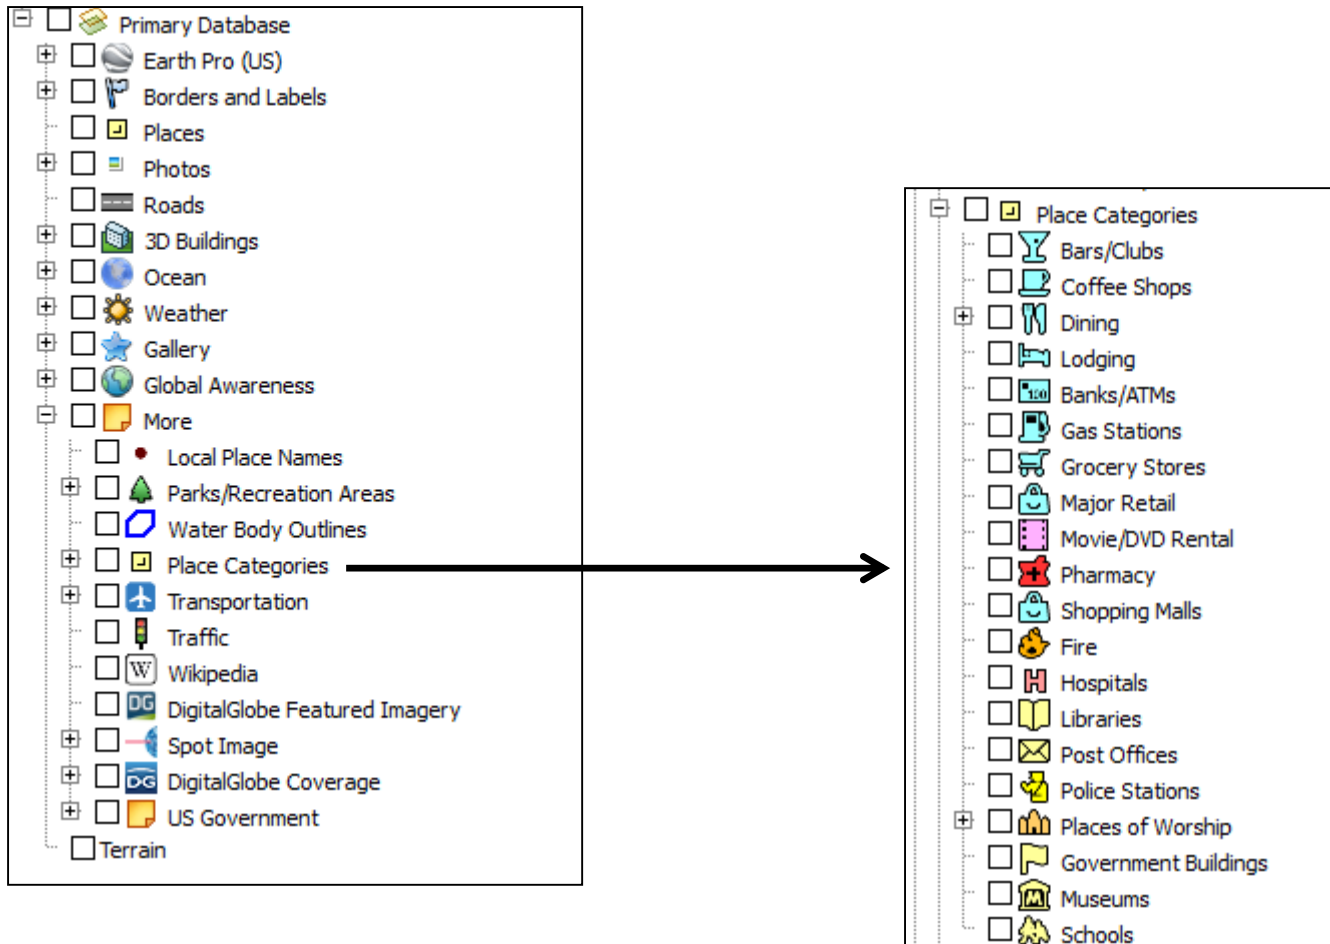 Primary Database
Earth Pro (US)
Borders and Labels
Places
Photos
Roads
3D Buildings
Ocean
Weather
Gallery
Global Awareness
More
Local Place Names
Parks/Recreation Areas
Water Body Outlines
Place Categories
Transportation
Traffic
W Wikipedia
DG DigitalGlobe Featured Imagery
Spot Image
DG DigitalGlobe Coverage
US Government
Terrain
Place Categories
Bars/Clubs
Coffee Shops
Dining
Lodging
100 Banks/ATMs
Gas Stations
Grocery Stores
Major Retail
Movie/DVD Rental
Pharmacy
Shopping Malls
Fire
H Hospitals
Libraries
Post Offices
Police Stations
Places of Worship
Government Buildings
M Museums
Schools